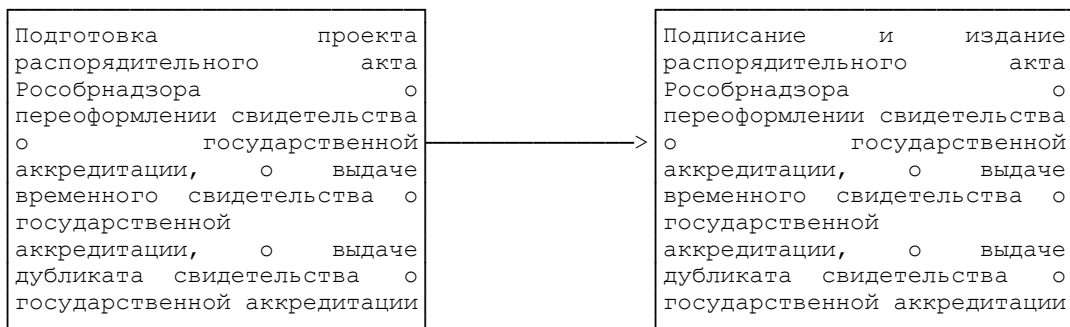 Подготовка проекта
распорядительного акта
Рособрнадзора о
переоформлении свидетельства
о государственной
аккредитации, о выдаче
временного свидетельства о
государственной
аккредитации, о выдаче
дубликата свидетельства о
государственной аккредитации
Подписание и издание
распорядительного акта
Рособрнадзора о
переоформлении свидетельства
о государственной
аккредитации, о выдаче
временного свидетельства о
государственной
аккредитации, о выдаче
дубликата свидетельства о
государственной аккредитации